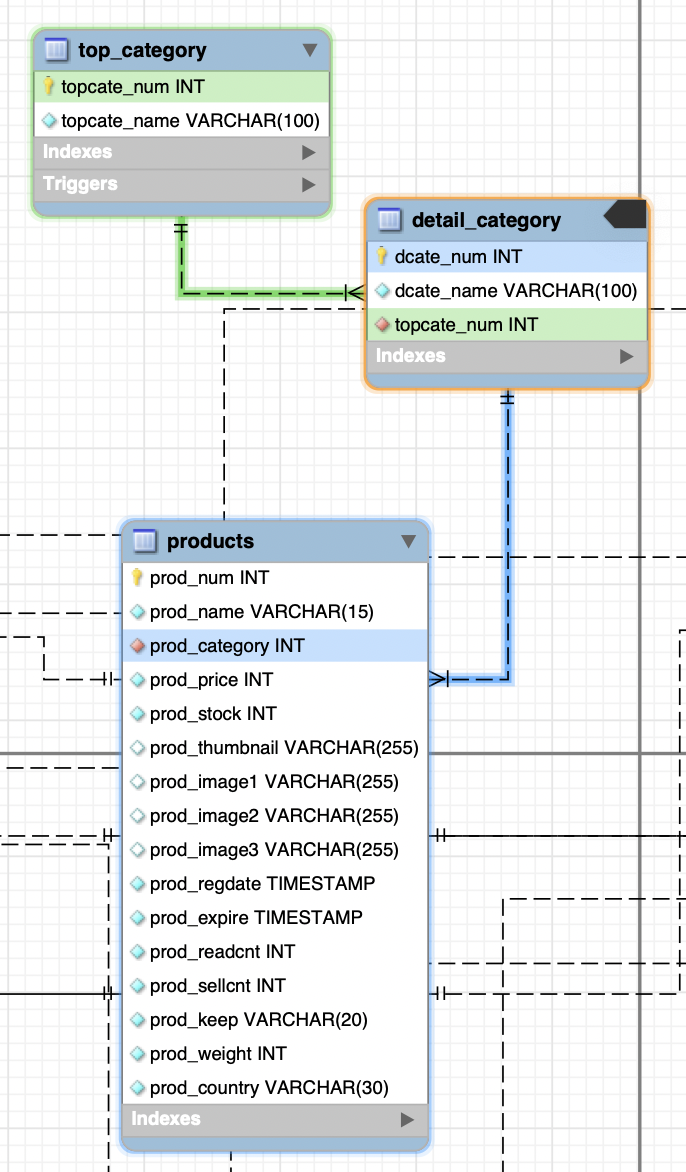 top_category
topcate_num INT
topcate_name VARCHAR(100)
Indexes
Triggers
detail_category
dcate_num INT
dcate_name VARCHAR(100)
topcate_num INT
Indexes
products
prod_num INT
prod_name VARCHAR(15)
prod_category INT
prod_price INT
prod_stock INT
prod_thumbnail VARCHAR(255)
prod_image1 VARCHAR(255)
prod_image2 VARCHAR(255)
prod_image3 VARCHAR(255)
prod_regdate TIMESTAMP
prod_expire TIMESTAMP
prod_readcnt INT
prod_sellcnt INT
prod_keep VARCHAR(20)
prod_weight INT
prod_country VARCHAR(30)
Indexes